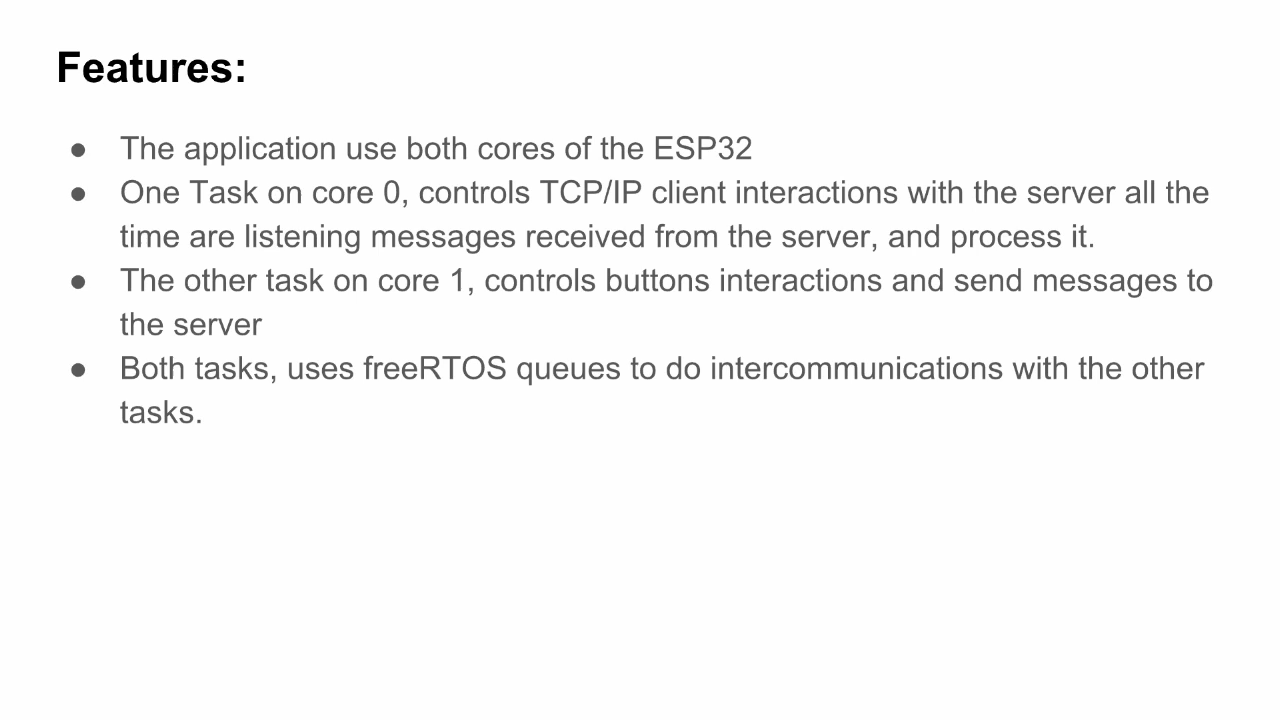 Features:
● The application use both cores of the ESP32
● One Task on core 0, controls TCP/IP client interactions with the server all the
time are listening messages received from the server, and process it.
● The other task on core 1, controls buttons interactions and send messages to
the server
● Both tasks, uses freeRTOS queues to do intercommunications with the other
tasks.